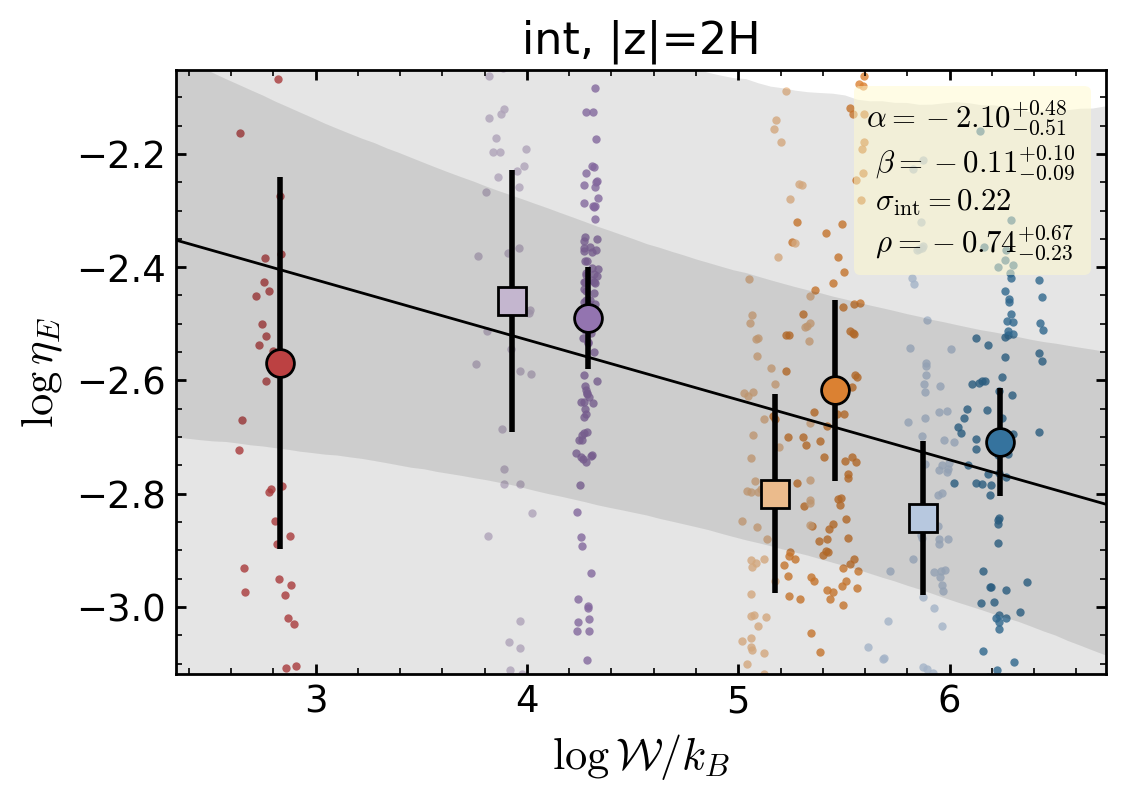 int, |z|=2H
α = −2.10^{+0.48}_{−0.51}
β = −0.11^{+0.10}_{−0.09}
σ_int = 0.22
ρ = −0.74^{+0.67}_{−0.23}
log η_E
−2.2
−2.4
−2.6
−2.8
−3.0
3 4 5 6
log 𝒲/k_B